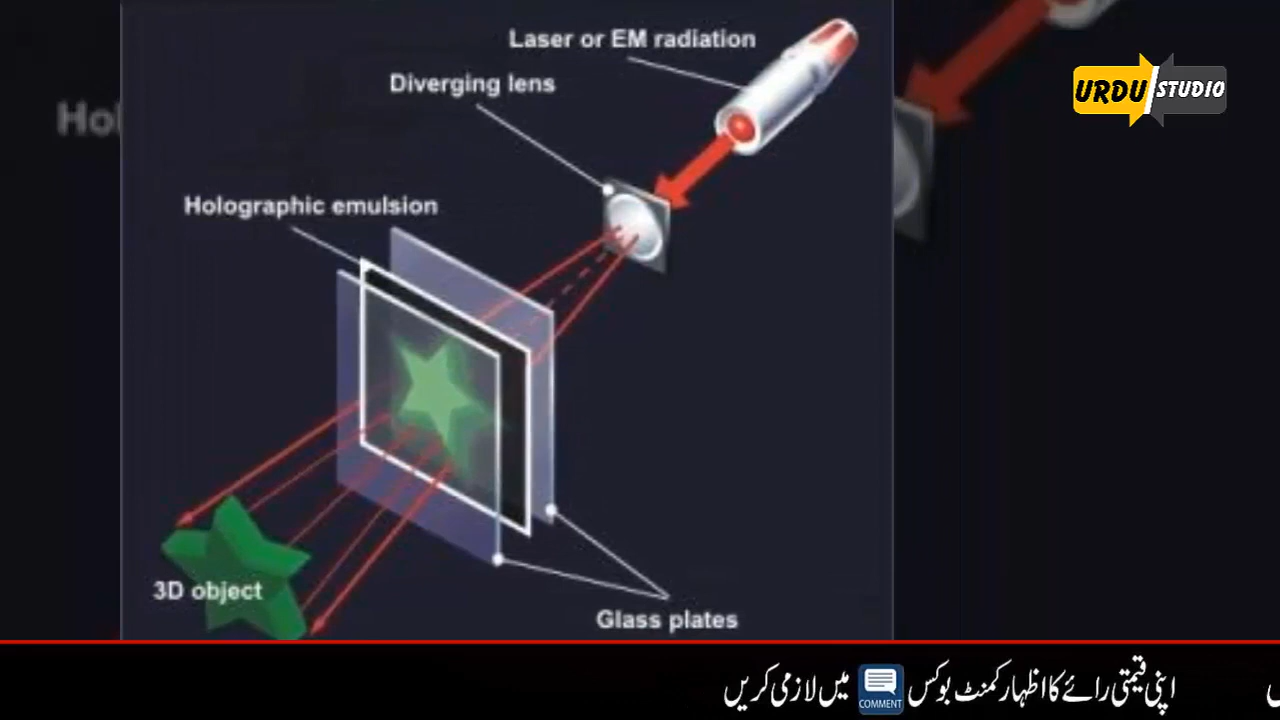 Laser or EM radiation
Diverging lens
URDU STUDIO
Hol
Holographic emulsion
3D object
Glass plates
اپنی قیمتی رائے کا اظہار کمنٹ بوکس COMMENT میں لازمی کریں